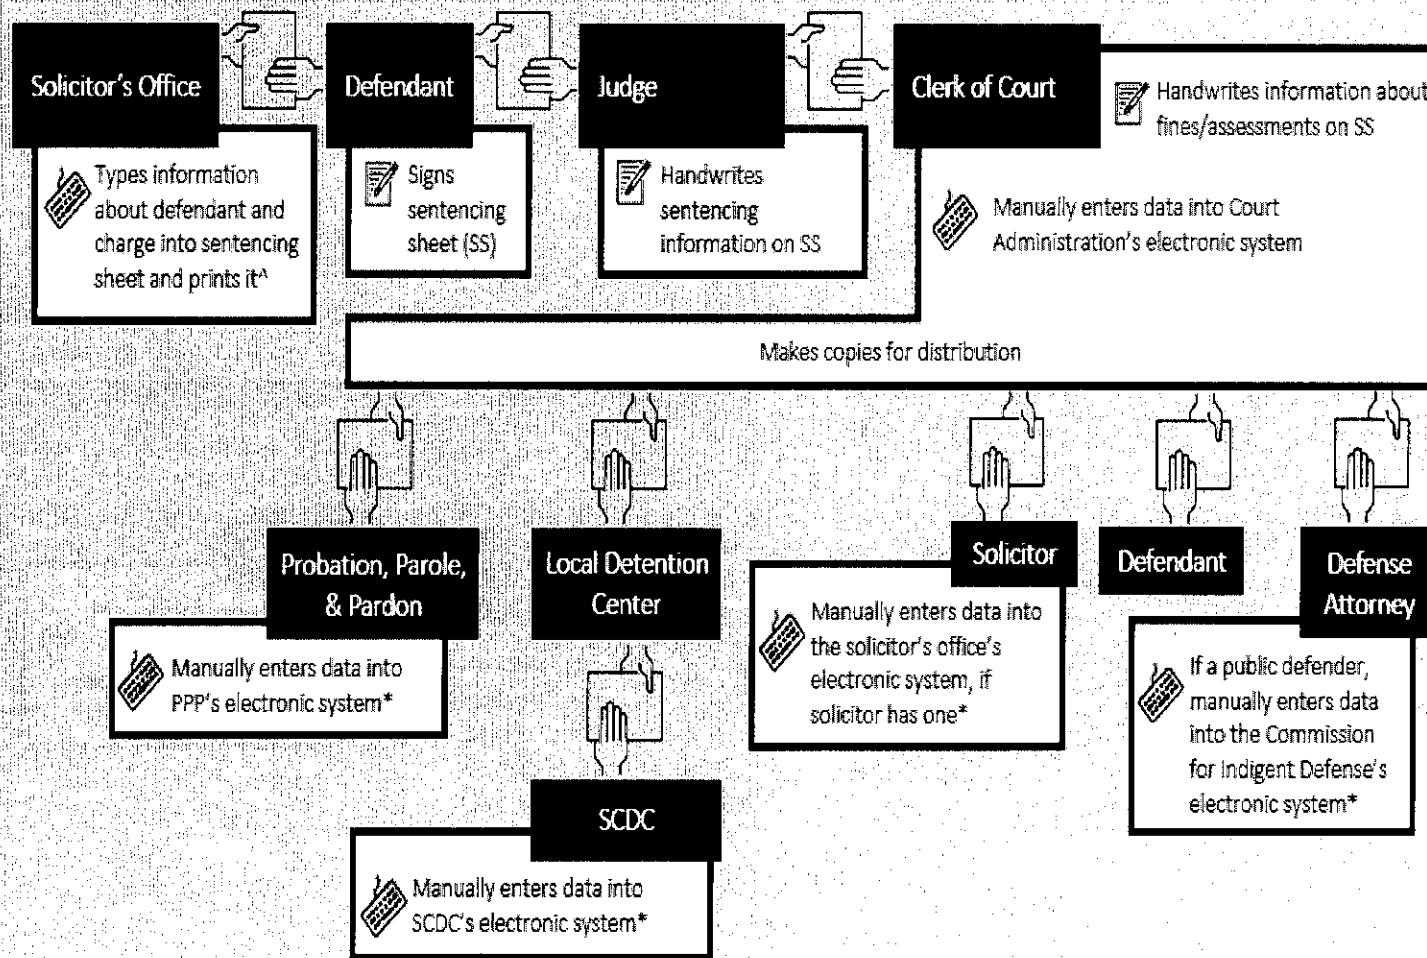 Solicitor's Office
Types information
about defendant and
charge into sentencing
sheet and prints it^
Defendant
Signs
sentencing
sheet (SS)
Judge
Handwrites
sentencing
information on SS
Clerk of Court
Handwrites information about
fines/assessments on SS
Manually enters data into Court
Administration's electronic system
Makes copies for distribution
Probation, Parole,
& Pardon
Manually enters data into
PPP's electronic system*
Local Detention
Center
SCDC
Manually enters data into
SCDC's electronic system*
Solicitor
Manually enters data into
the solicitor's office's
electronic system, if
solicitor has one*
Defendant
Defense
Attorney
If a public defender,
manually enters data
into the Commission
for Indigent Defense's
electronic system*